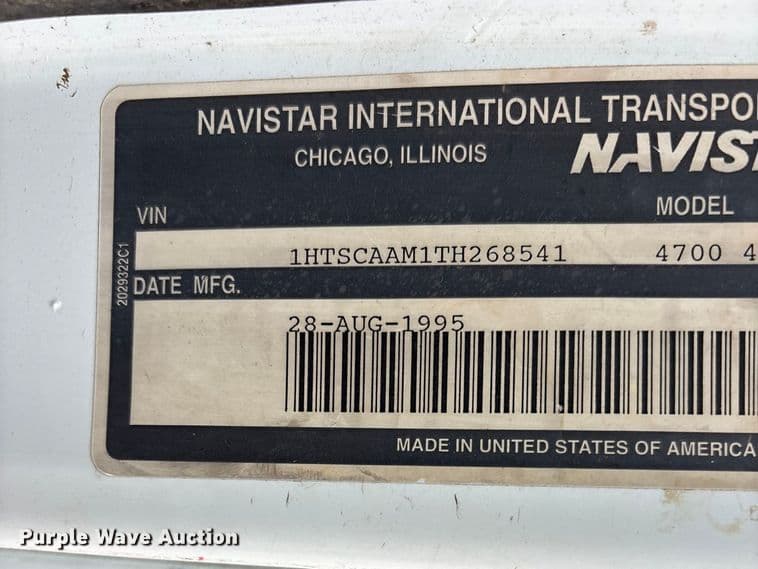 NAVISTAR INTERNATIONAL TRANSPO
CHICAGO, ILLINOIS
NAVIS
VIN
MODEL
1HTSCAAM1TH268541
4700 4
2029322C1
DATE MFG.
28-AUG-1995
MADE IN UNITED STATES OF AMERICA
Purple Wave Auction